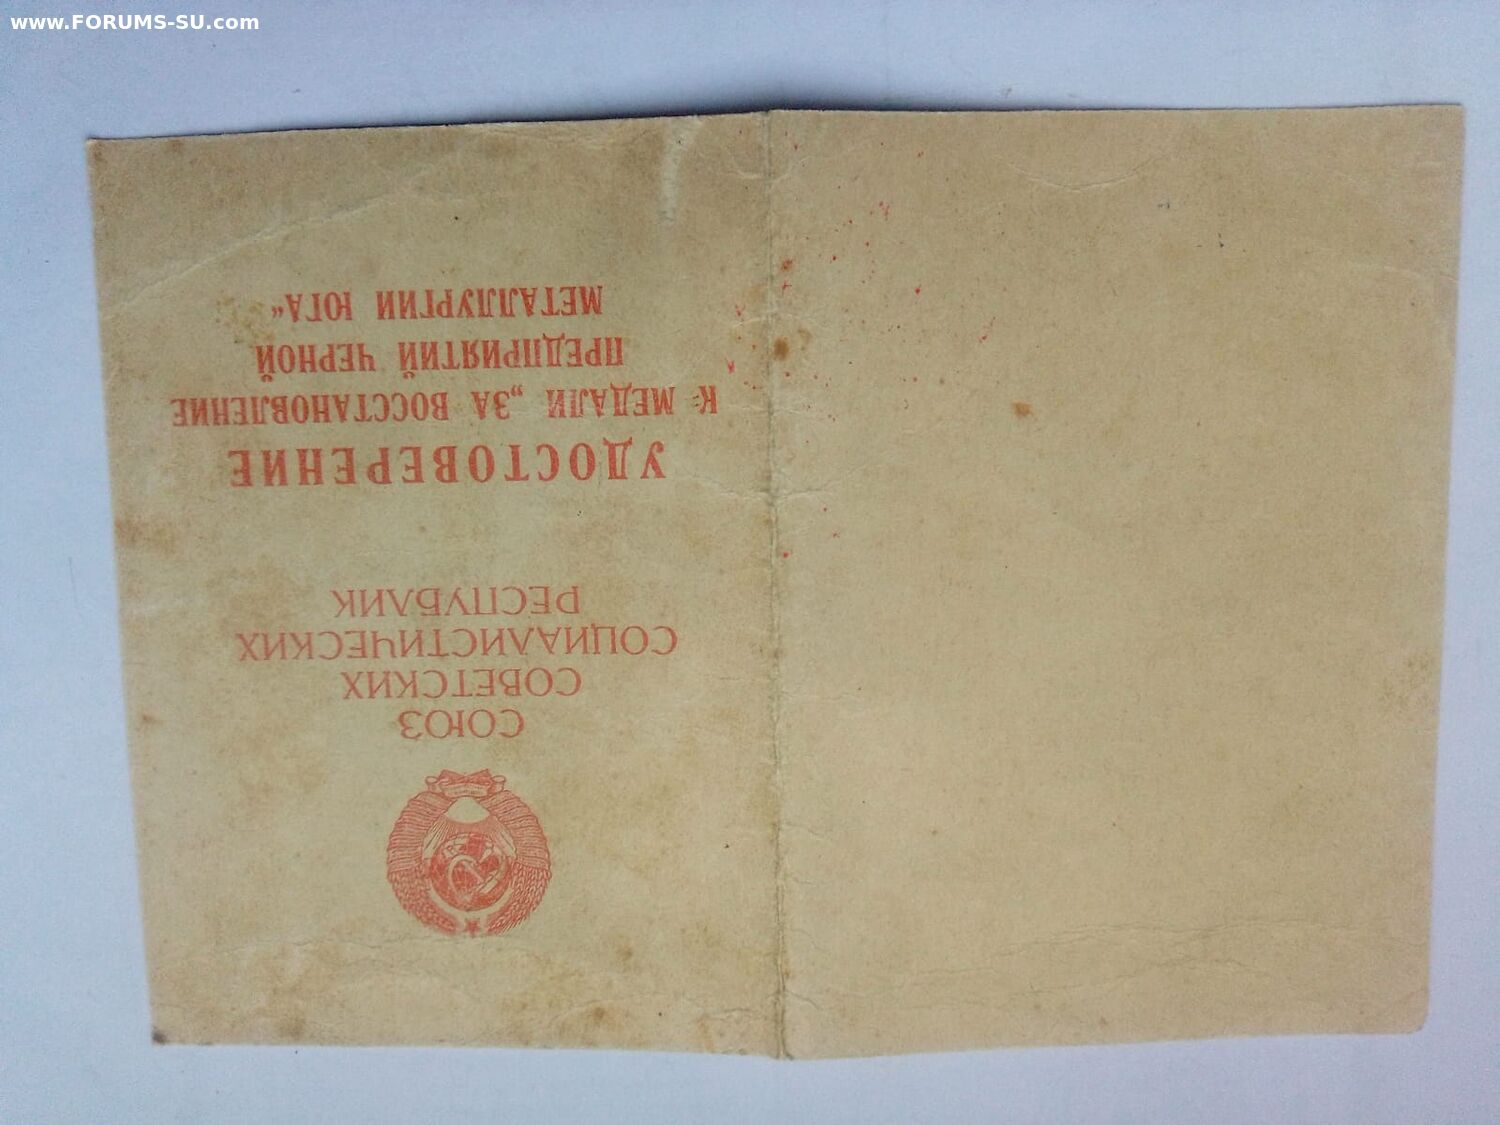 www.FORUMS-SU.com
СОЮЗ
СОВЕТСКИХ
СОЦИАЛИСТИЧЕСКИХ
РЕСПУБЛИК
УДОСТОВЕРЕНИЕ
К МЕДАЛИ „ЗА ВОССТАНОВЛЕНИЕ
ПРЕДПРИЯТИЙ ЧЕРНОЙ
МЕТАЛЛУРГИИ ЮГА“